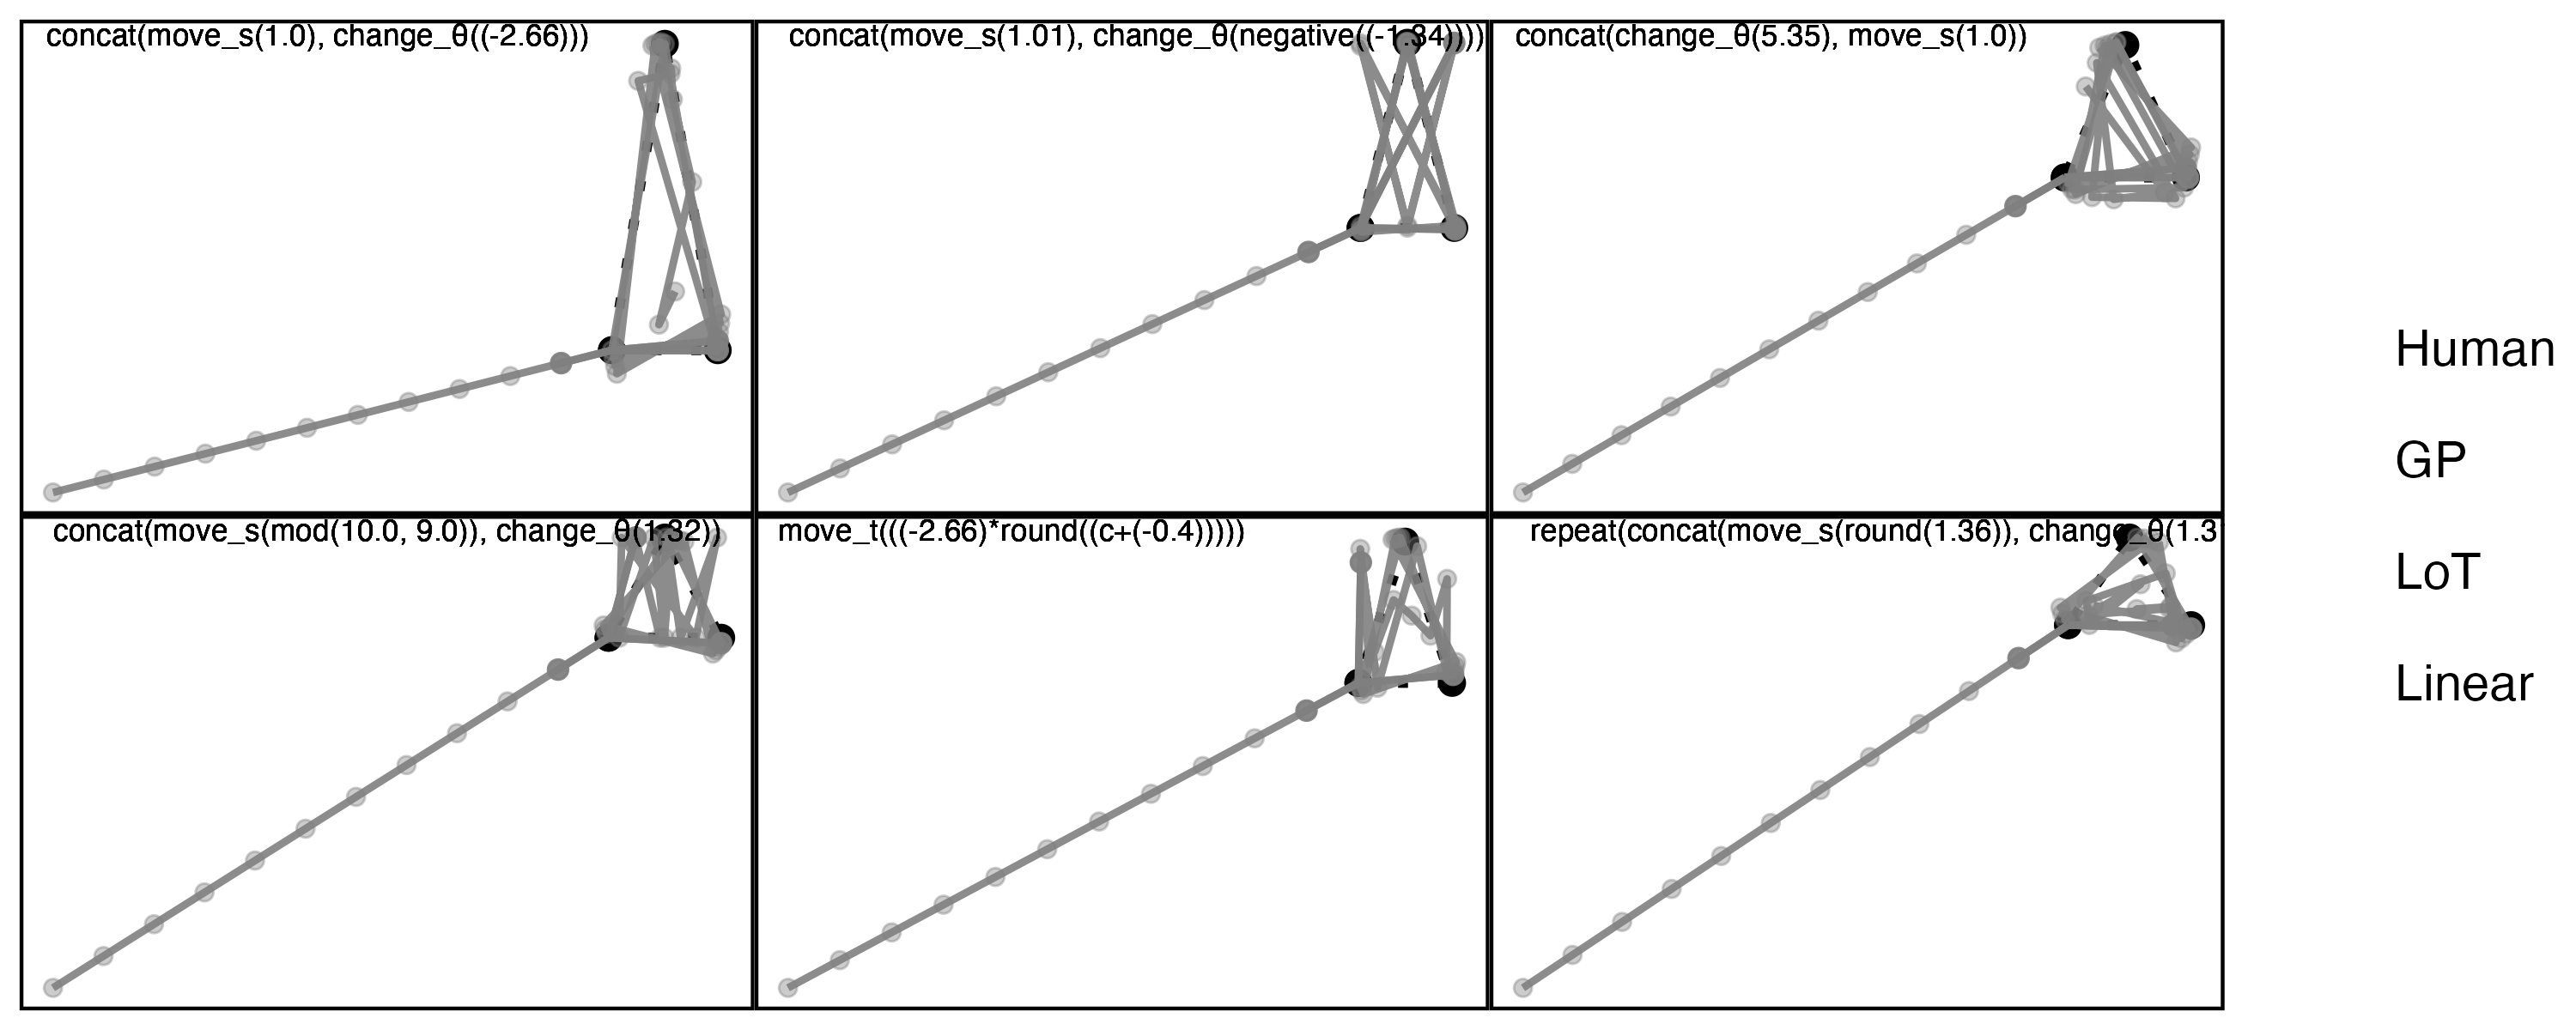 concat(move_s(1.0), change_θ((-2.66)))
concat(move_s(1.01), change_θ(negative((-1.34))))
concat(change_θ(5.35), move_s(1.0))
concat(move_s(mod(10.0, 9.0)), change_θ(1.32))
move_t(((-2.66)*round((c+(-0.4)))))
repeat(concat(move_s(round(1.36)), change_θ(1.3
Human
GP
LoT
Linear